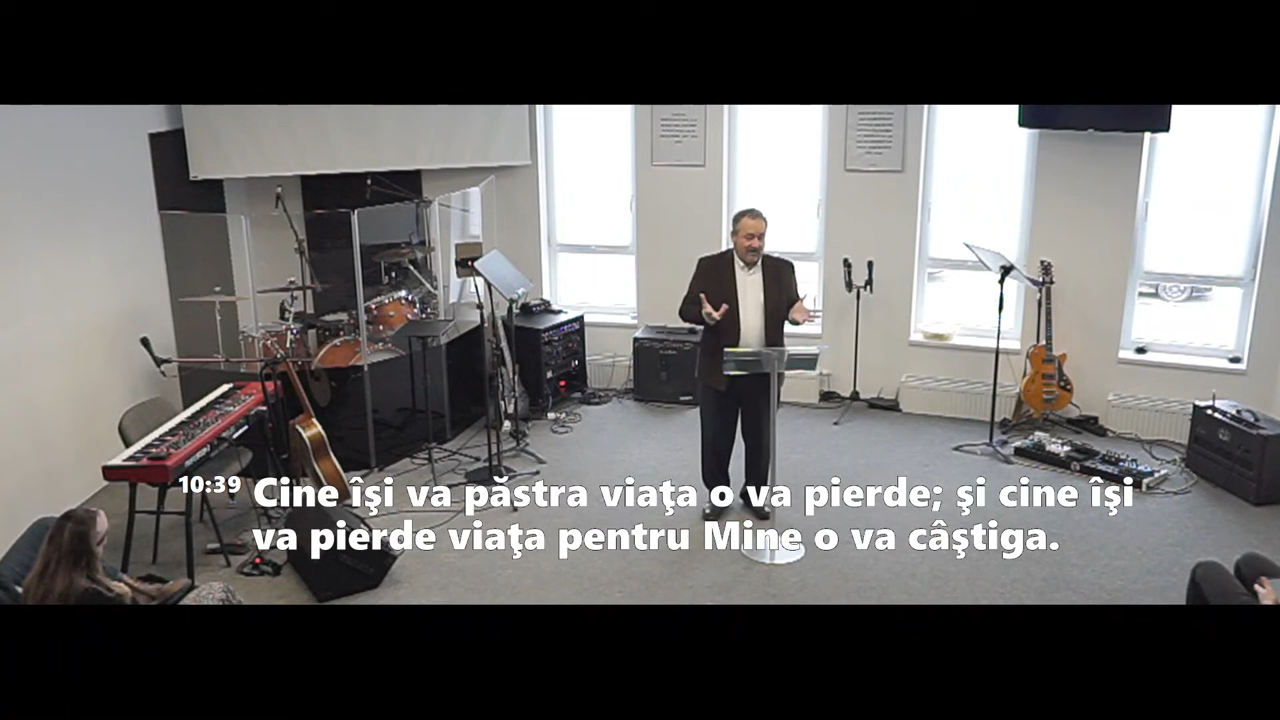 10:39 Cine îşi va păstra viaţa o va pierde; şi cine îşi
va pierde viaţa pentru Mine o va câştiga.